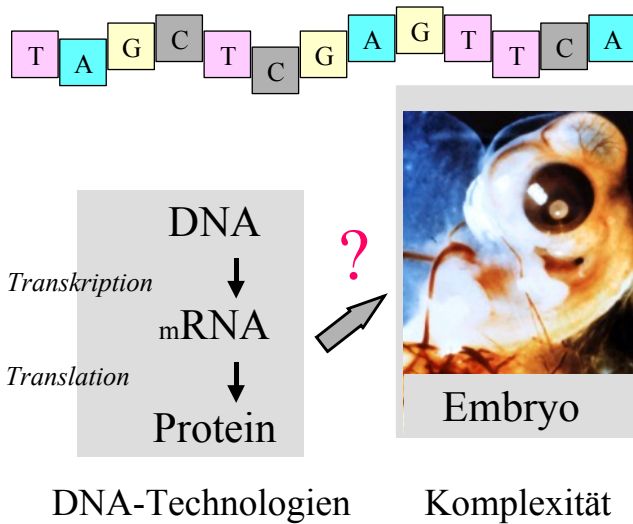 T A G C T C G A G T T C A
DNA
Transkription
mRNA
Translation
Protein
?
Embryo
DNA-Technologien
Komplexität